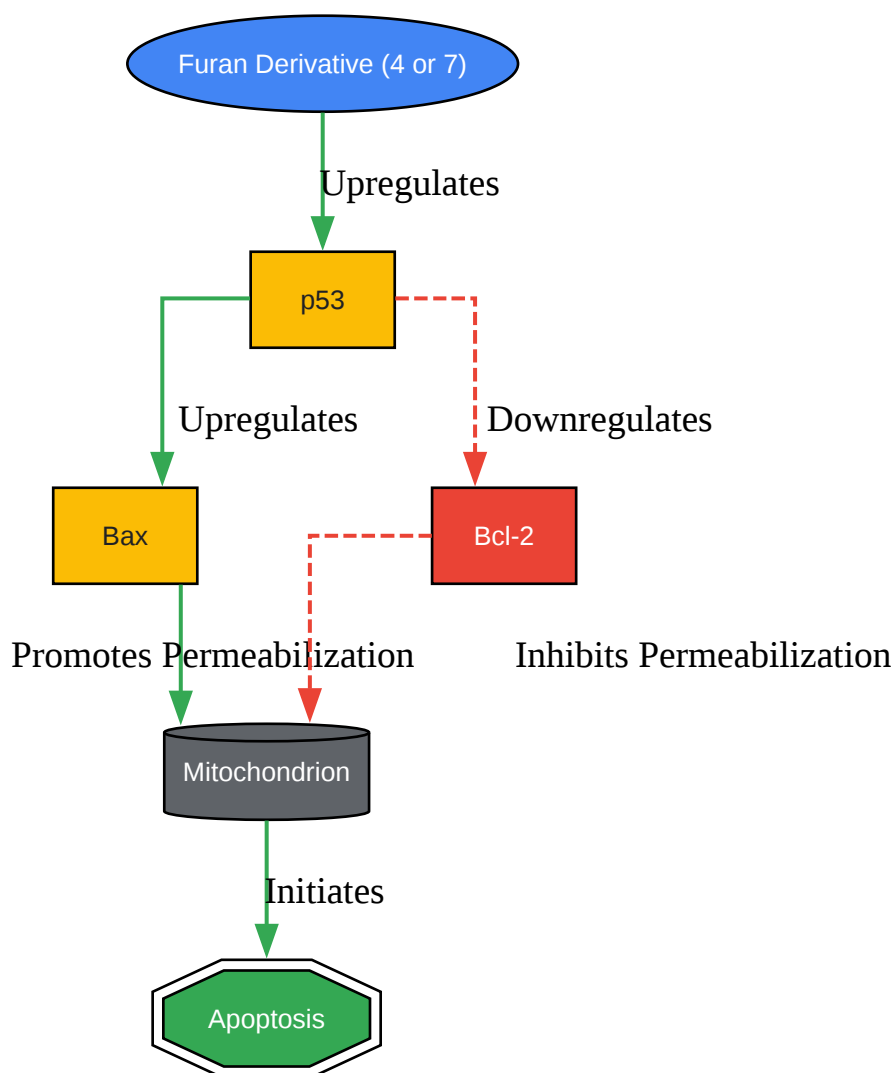 Furan Derivative (4 or 7)
Upregulates
p53
Upregulates
Downregulates
Bax
Bcl-2
Promotes Permeabilization
Inhibits Permeabilization
Mitochondrion
Initiates
Apoptosis